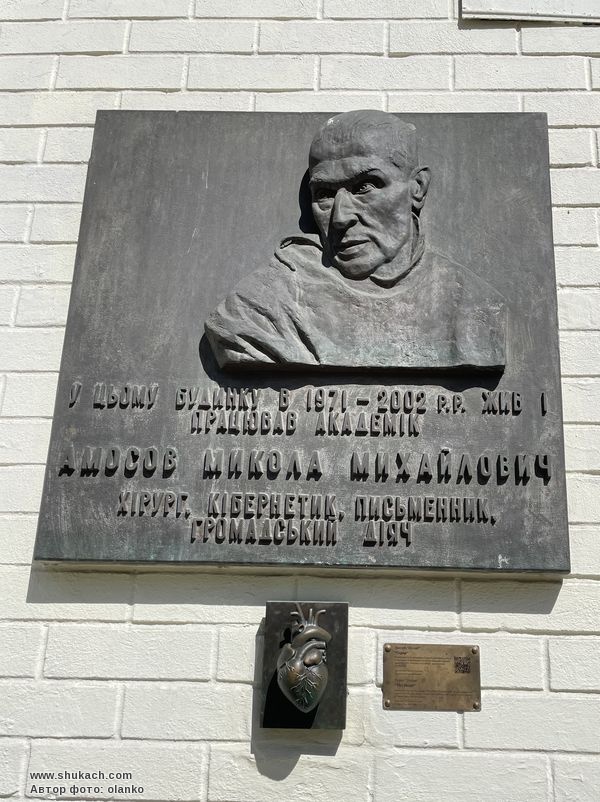 У ЦЬОМУ БУДИНКУ В 1971-2002 Р.Р. ЖИВ І
ПРАЦЮВАВ АКАДЕМІК
АМОСОВ МИКОЛА МИХАЙЛОВИЧ
ХІРУРГ, КІБЕРНЕТИК, ПИСЬМЕННИК,
ГРОМАДСЬКИЙ ДІЯЧ
www.shukach.com
Автор фото: olanko